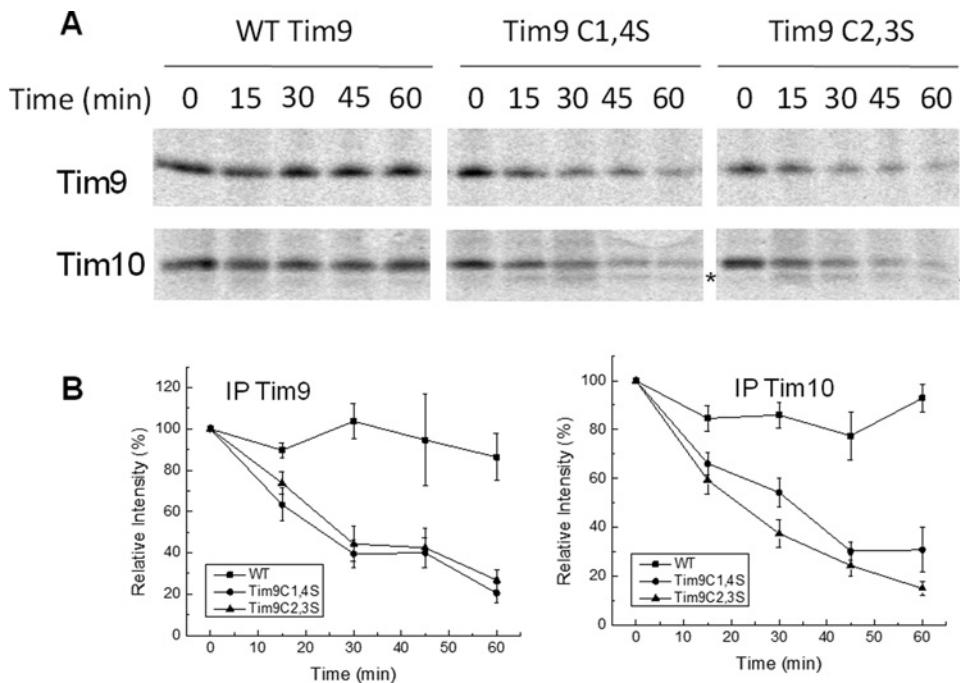 A
WT Tim9 Tim9 C1,4S Tim9 C2,3S
Time (min) 0 15 30 45 60 0 15 30 45 60 0 15 30 45 60
Tim9
Tim10
*
B
IP Tim9
120
100
80
60
40
20
0
Relative Intensity (%)
WT
Tim9C1,4S
Tim9C2,3S
0 10 20 30 40 50 60
Time (min)
IP Tim10
100
80
60
40
20
0
Relative Intensity (%)
WT
Tim9C1,4S
Tim9C2,3S
0 10 20 30 40 50 60
Time (min)